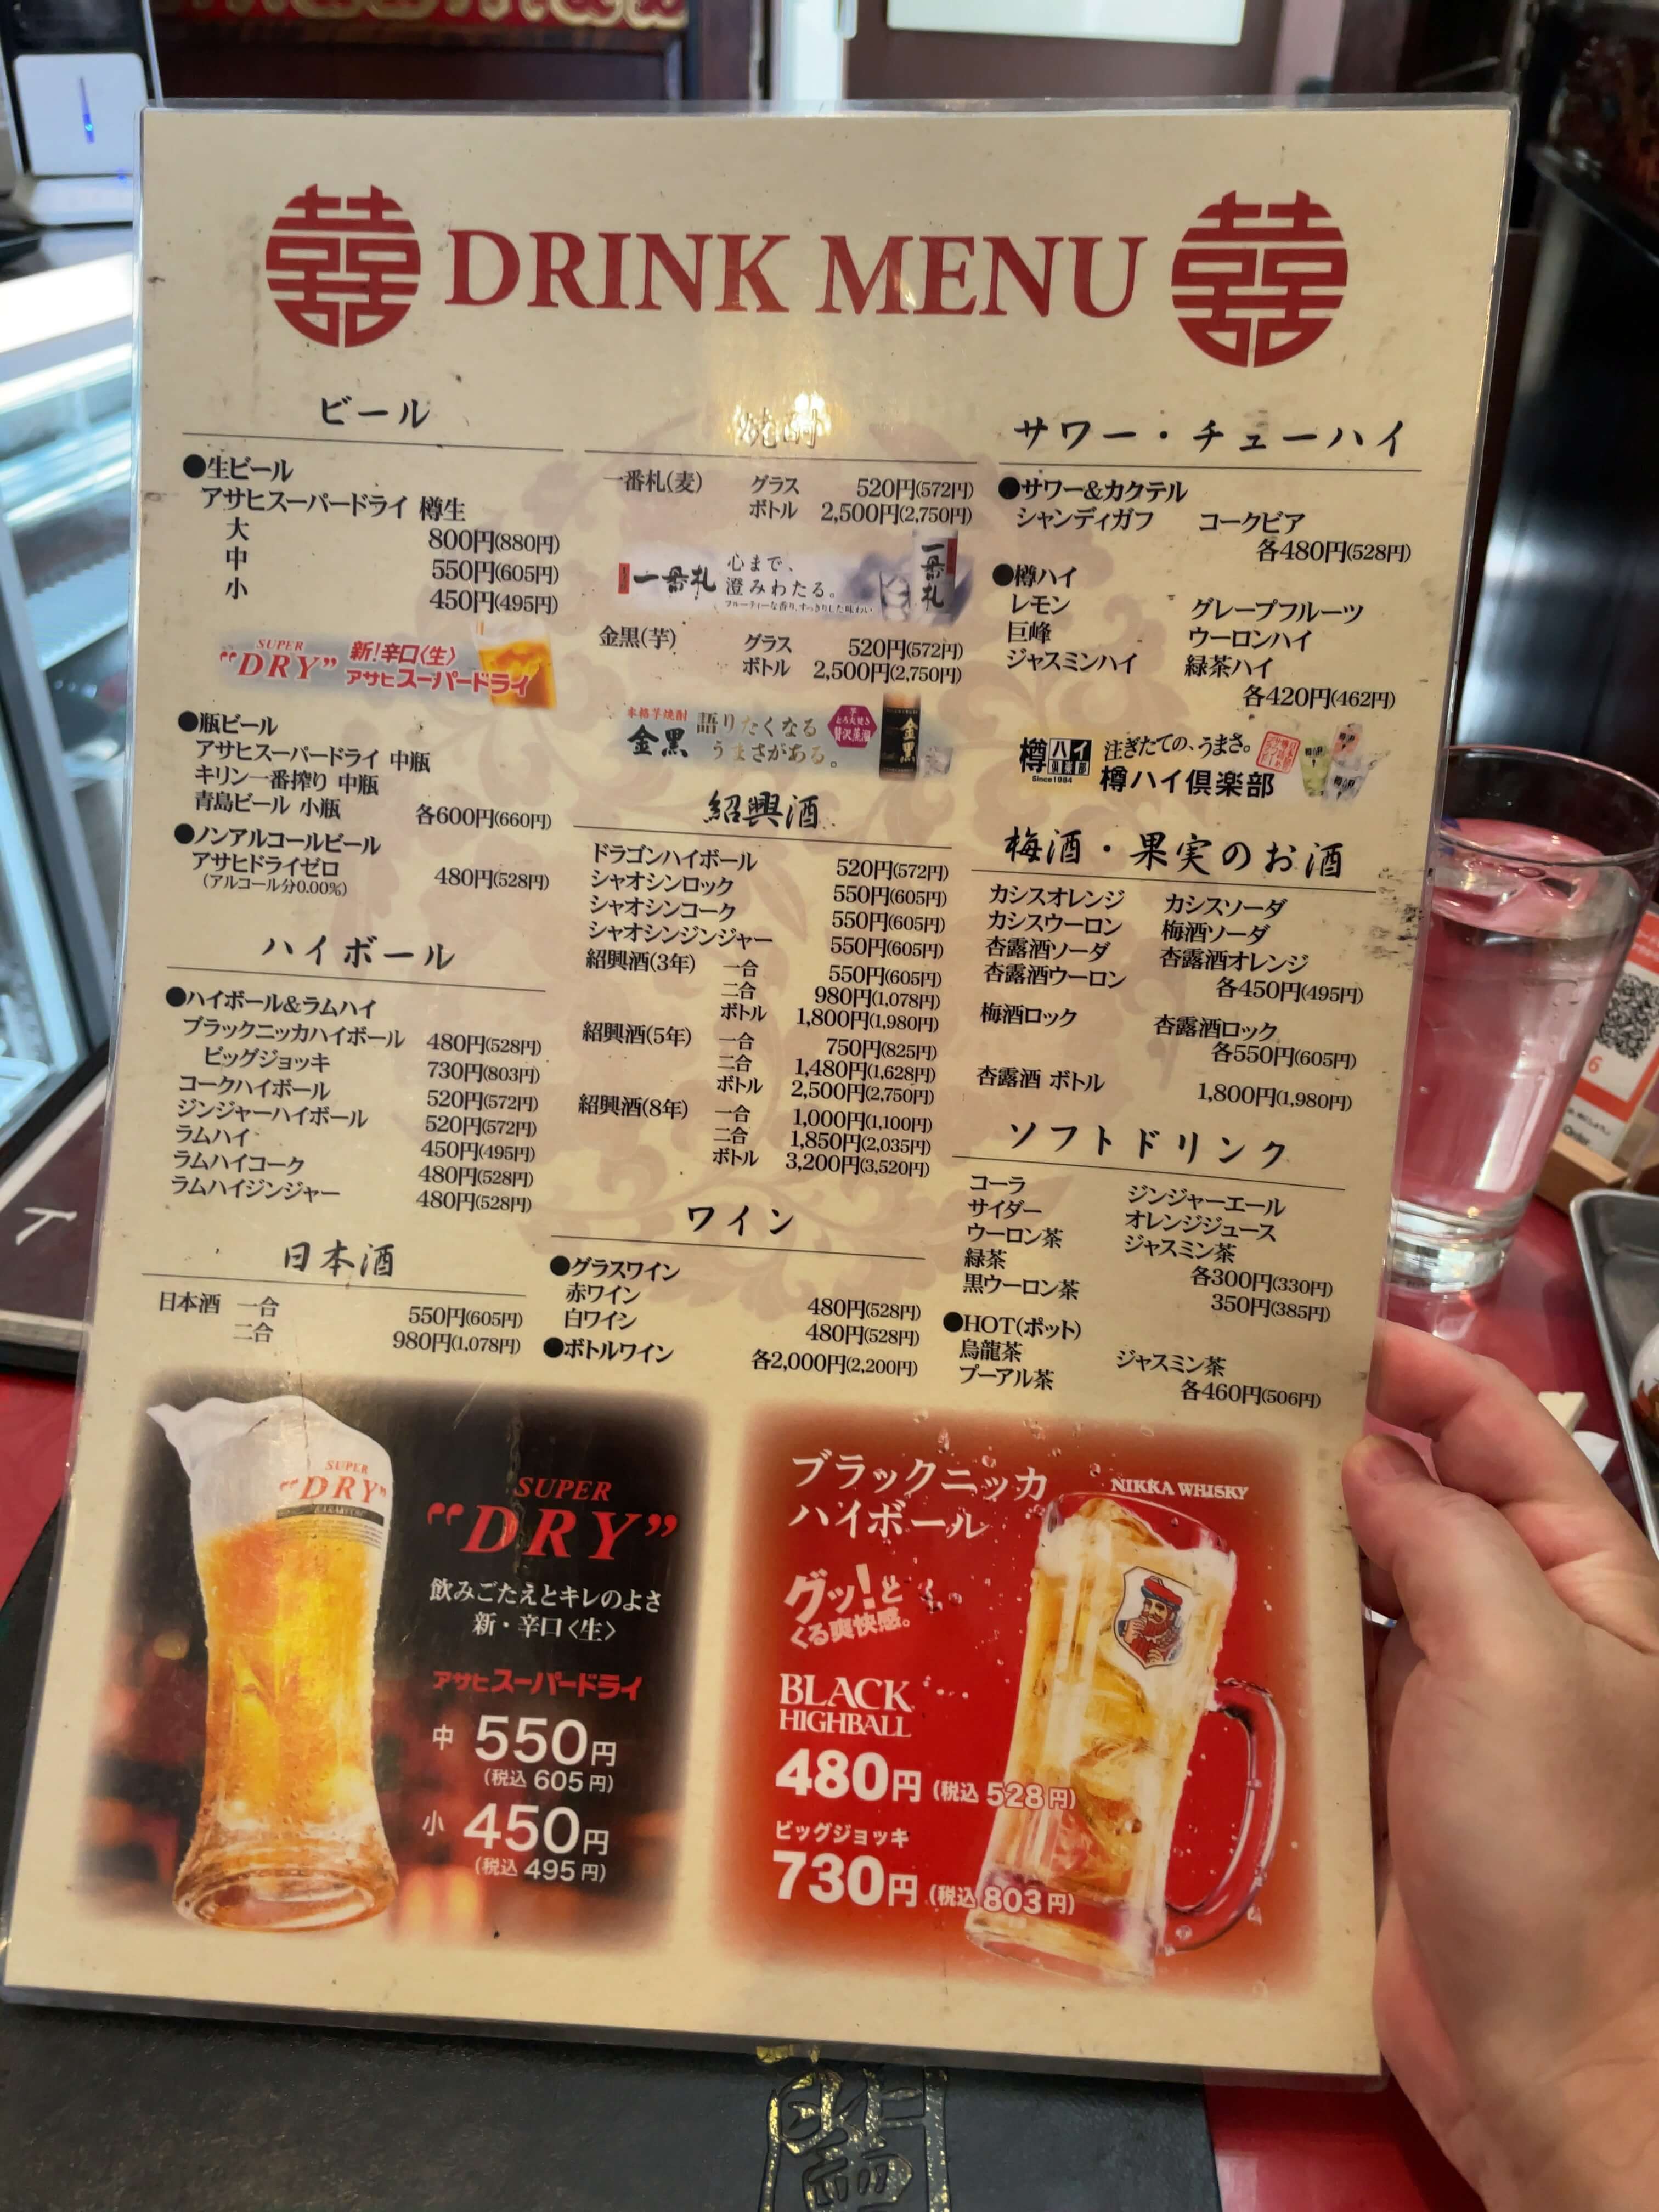 囍 DRINK MENU 囍
ビール
●生ビール
アサヒスーパードライ 樽生
大 800円(880円)
中 550円(605円)
小 450円(495円)
SUPER
"DRY"
新!辛口〈生〉
アサヒスーパードライ
●瓶ビール
アサヒスーパードライ 中瓶
キリン一番搾り 中瓶
青島ビール 小瓶 各600円(660円)
●ノンアルコールビール
アサヒドライゼロ
(アルコール分0.00%) 480円(528円)
ハイボール
●ハイボール&ラムハイ
ブラックニッカハイボール 480円(528円)
ビッグジョッキ 730円(803円)
コークハイボール 520円(572円)
ジンジャーハイボール 520円(572円)
ラムハイ 450円(495円)
ラムハイコーク 480円(528円)
ラムハイジンジャー 480円(528円)
日本酒
日本酒 一合 550円(605円)
二合 980円(1,078円)
焼酎
一番札(麦) グラス 520円(572円)
ボトル 2,500円(2,750円)
一番札
心まで、
澄みわたる。
フルーティーな香り、すっきりした味わい
一番札
金黒(芋) グラス 520円(572円)
ボトル 2,500円(2,750円)
本格芋焼酎
金黒
語りたくなる
うまさがある。
芋
とろ火焚き
贅沢蒸溜
金黒
紹興酒
ドラゴンハイボール 520円(572円)
シャオシンロック 550円(605円)
シャオシンコーク 550円(605円)
シャオシンジンジャー 550円(605円)
紹興酒(3年) 一合 550円(605円)
二合 980円(1,078円)
ボトル 1,800円(1,980円)
紹興酒(5年) 一合 750円(825円)
二合 1,480円(1,628円)
ボトル 2,500円(2,750円)
紹興酒(8年) 一合 1,000円(1,100円)
二合 1,850円(2,035円)
ボトル 3,200円(3,520円)
ワイン
●グラスワイン
赤ワイン 480円(528円)
白ワイン 480円(528円)
●ボトルワイン 各2,000円(2,200円)
サワー・チューハイ
●サワー&カクテル
シャンディガフ コークビア
各480円(528円)
●樽ハイ
レモン グレープフルーツ
巨峰 ウーロンハイ
ジャスミンハイ 緑茶ハイ
各420円(462円)
樽ハイ倶楽部
Since1984
注ぎたての、うまさ。
樽ハイ倶楽部
梅酒・果実のお酒
カシスオレンジ カシスソーダ
カシスウーロン 梅酒ソーダ
杏露酒ソーダ 杏露酒オレンジ
杏露酒ウーロン 各450円(495円)
梅酒ロック 杏露酒ロック
各550円(605円)
杏露酒 ボトル 1,800円(1,980円)
ソフトドリンク
コーラ ジンジャーエール
サイダー オレンジジュース
ウーロン茶 ジャスミン茶
緑茶 各300円(330円)
黒ウーロン茶 350円(385円)
●HOT(ポット)
烏龍茶 ジャスミン茶
プーアル茶 各460円(506円)
SUPER
"DRY"
SUPER
"DRY"
飲みごたえとキレのよさ
新・辛口〈生〉
アサヒスーパードライ
中 550円
(税込 605円)
小 450円
(税込 495円)
ブラックニッカ
ハイボール
NIKKA WHISKY
グッ!と
くる爽快感。
BLACK
HIGHBALL
480円 (税込 528円)
ビッグジョッキ
730円 (税込 803円)
6
Order